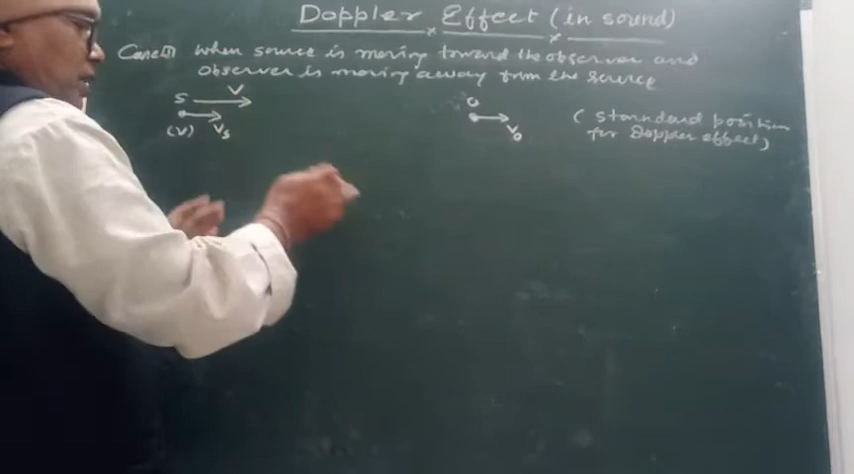 Doppler Effect (in sound)
Case (I) when source is moving toward the observer and
observer is moving away from the source
S V O
(ν) Vs Vo
(standard position
for Doppler effect)